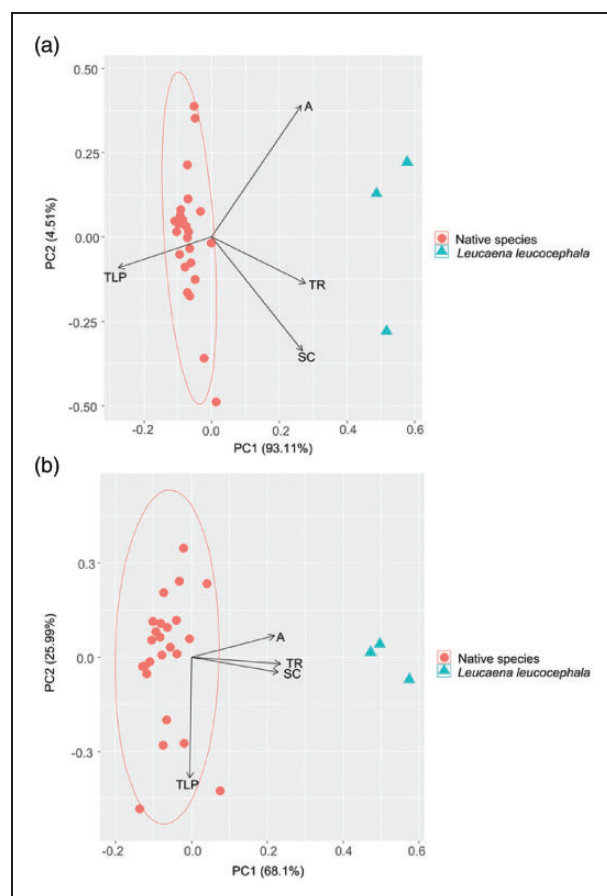 (a)
0.50
0.25
0.00
-0.25
-0.50
PC2 (4.51%)
A
TLP
TR
SC
-0.2
0.0
0.2
0.4
0.6
PC1 (93.11%)
Native species
Leucaena leucocephala
(b)
0.3
0.0
-0.3
PC2 (25.99%)
A
TR
SC
TLP
-0.2
0.0
0.2
0.4
0.6
PC1 (68.1%)
Native species
Leucaena leucocephala